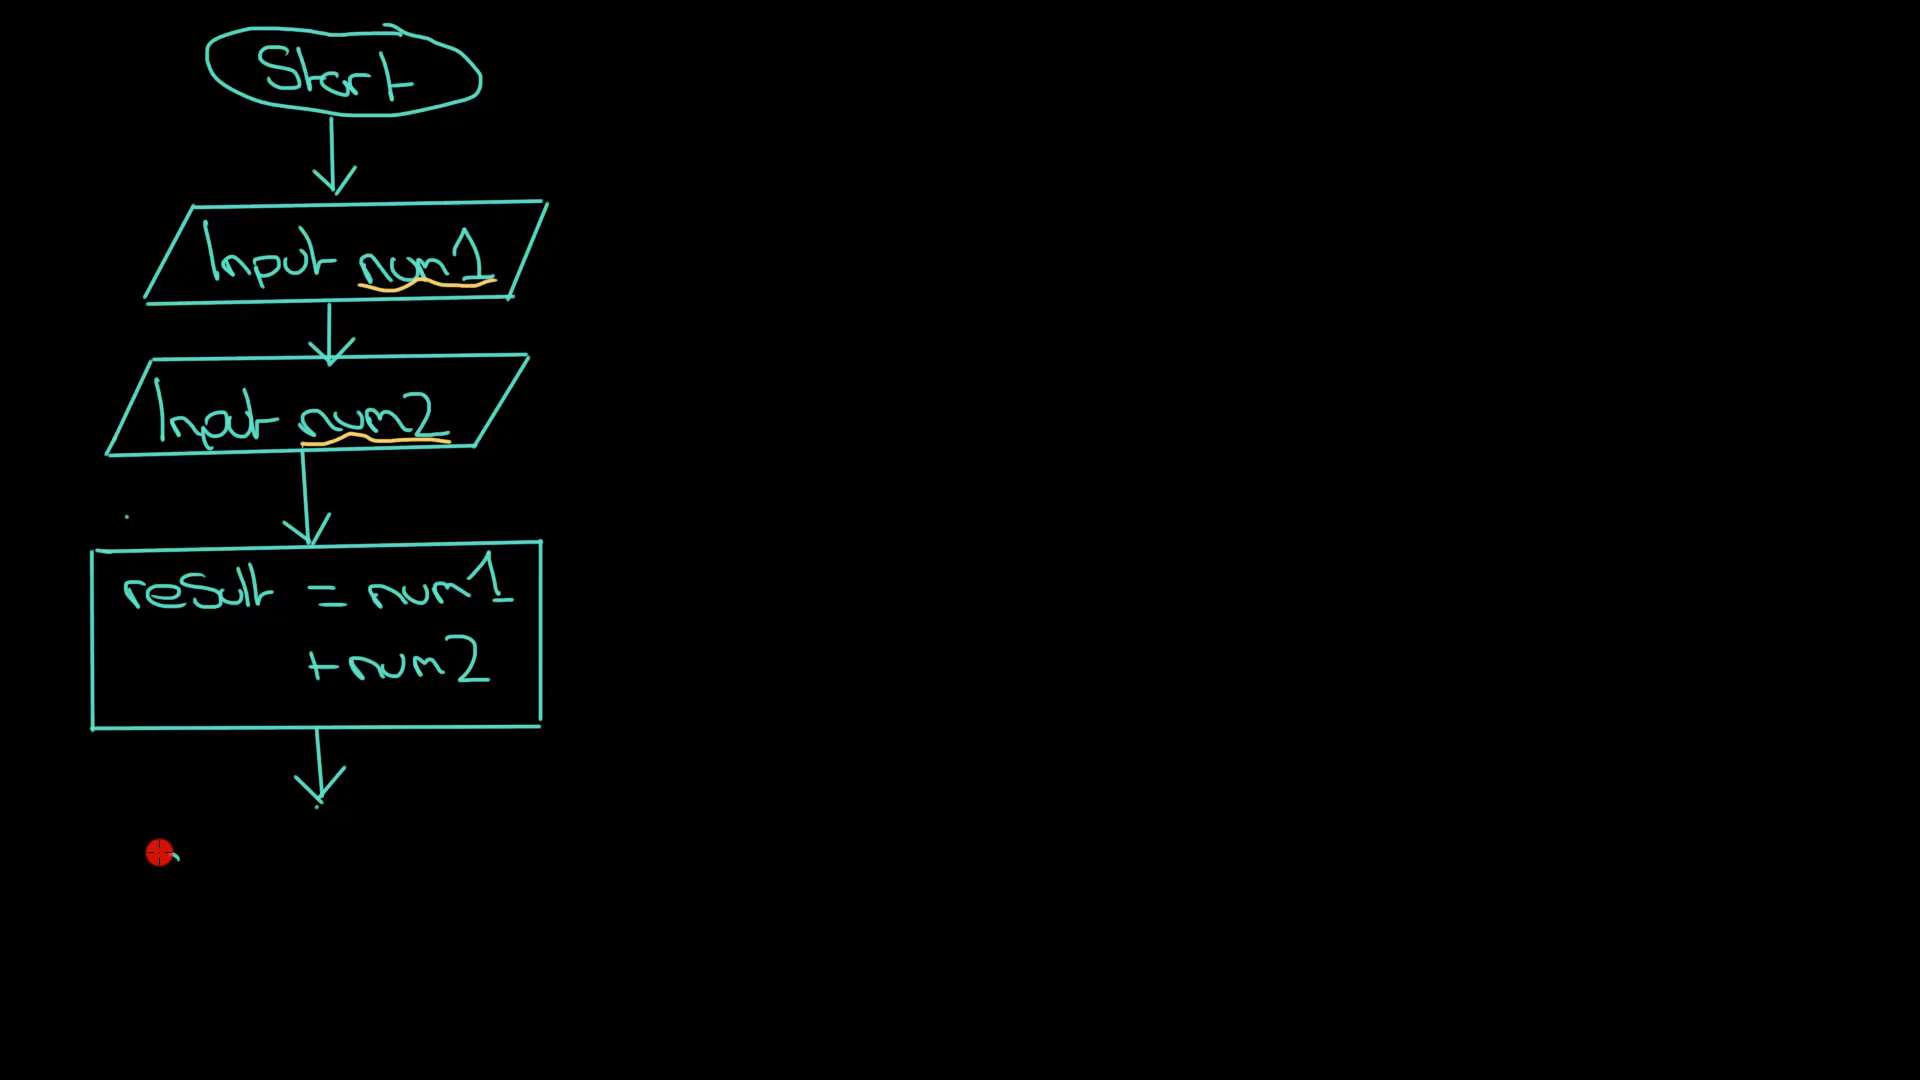 Start
Input num1
Input num2
result = num1
+num2